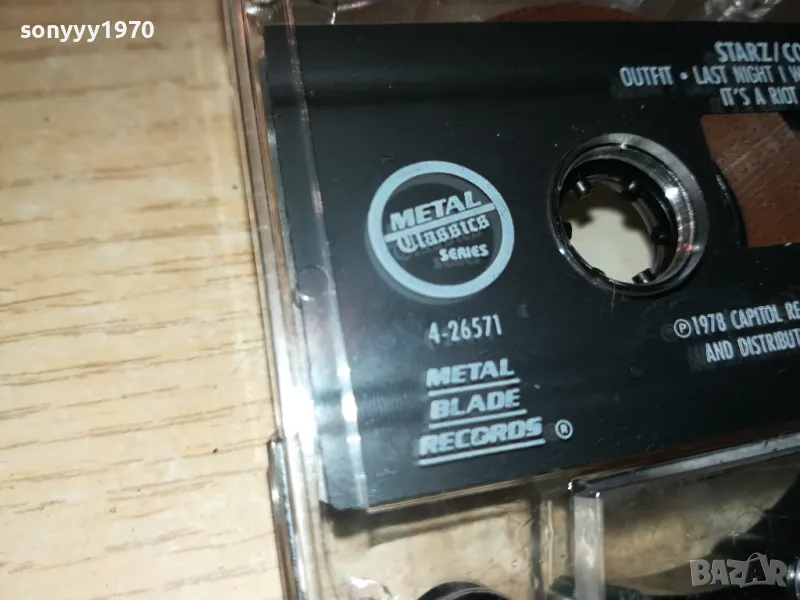 sonyyy1970
STARZ/CO
OUTFIT • LAST NIGHT I W
IT'S A RIOT
METAL
Classics
SERIES
4-26571
METAL
BLADE
RECORDS ®
℗1978 CAPITOL RE
AND DISTRIBUT
BAZAR